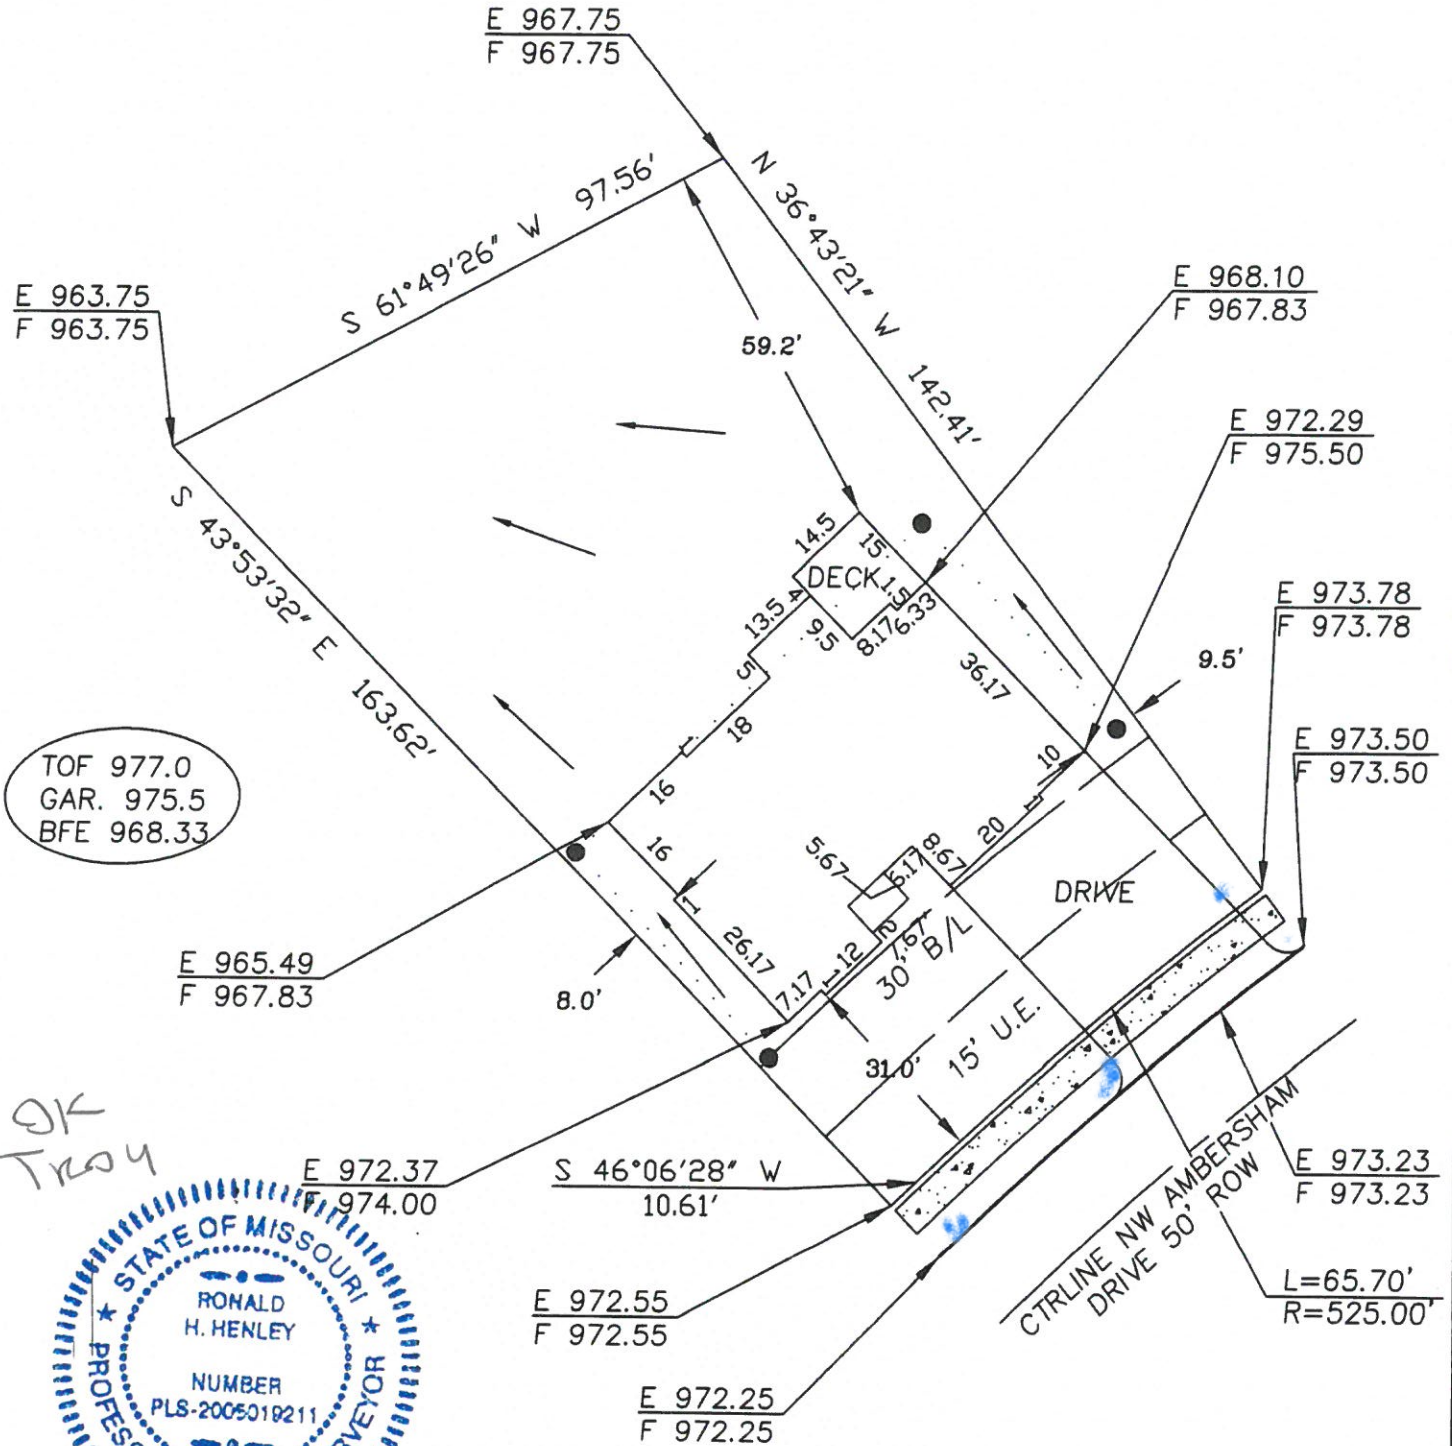 E 967.75
F 967.75
N 36°43'21" W 142.41'
S 61°49'26" W 97.56'
E 963.75
F 963.75
E 968.10
F 967.83
59.2'
E 972.29
F 975.50
S 43°53'32" E 163.62'
14.5
15
DECK
1.5
4
13.5
9.5
8.17
6.33
5
36.17
E 973.78
F 973.78
9.5'
18
1
16
10
1
20
E 973.50
F 973.50
TOF 977.0
GAR. 975.5
BFE 968.33
16
1
5.67
6.17
8.67
DRIVE
26.17
2
7.67
12
1
7.17
30' B/L
E 965.49
F 967.83
8.0'
31.0'
15' U.E.
OK
TROY
E 972.37
F 974.00
S 46°06'28" W
10.61'
CTRLINE NW AMBERSHAM
DRIVE 50' ROW
E 973.23
F 973.23
L=65.70'
R=525.00'
E 972.55
F 972.55
E 972.25
F 972.25
★ STATE OF MISSOURI ★
RONALD
H. HENLEY
NUMBER
PLS-2005019211